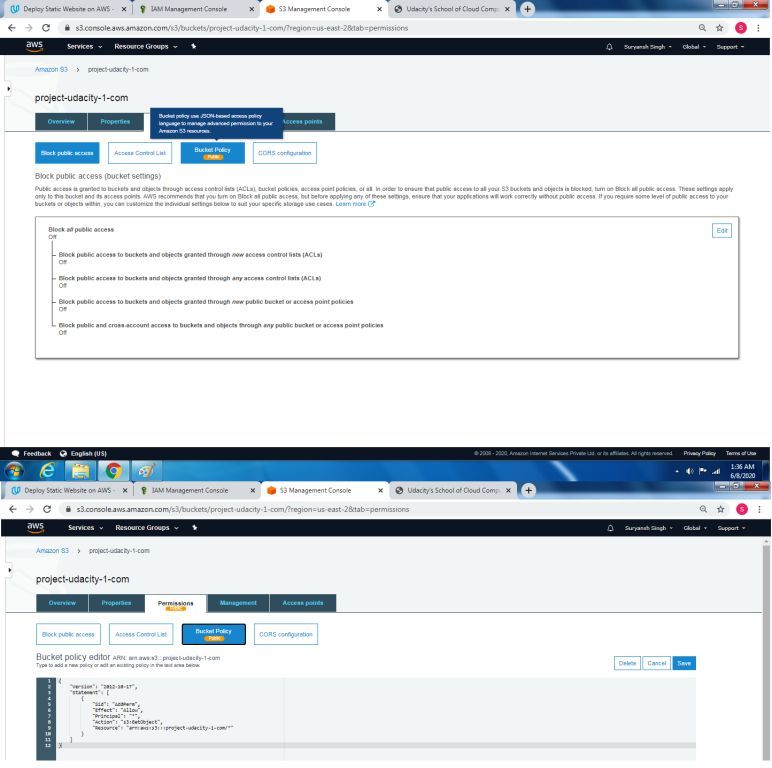 Deploy Static Website on AWS - × IAM Management Console × S3 Management Console × Udacity's School of Cloud Comp × +
s3.console.aws.amazon.com/s3/buckets/project-udacity-1-com/?region=us-east-2&tab=permissions S
aws Services Resource Groups Suryansh Singh Global Support
Amazon S3 > project-udacity-1-com
project-udacity-1-com
Bucket policy use JSON-based access policy
language to manage advanced permission to your
Amazon S3 resources.
Overview Properties Access points
Block public access Access Control List Bucket Policy CORS configuration
Public
Block public access (bucket settings)
Public access is granted to buckets and objects through access control lists (ACLs), bucket policies, access point policies, or all. In order to ensure that public access to all your S3 buckets and objects is blocked, turn on Block all public access. These settings apply
only to this bucket and its access points. AWS recommends that you turn on Block all public access, but before applying any of these settings, ensure that your applications will work correctly without public access. If you require some level of public access to your
buckets or objects within, you can customize the individual settings below to suit your specific storage use cases. Learn more
Block all public access Edit
Off
Block public access to buckets and objects granted through new access control lists (ACLs)
Off
Block public access to buckets and objects granted through any access control lists (ACLs)
Off
Block public access to buckets and objects granted through new public bucket or access point policies
Off
Block public and cross-account access to buckets and objects through any public bucket or access point policies
Off
Feedback English (US) © 2008 - 2020, Amazon Internet Services Private Ltd. or its affiliates. All rights reserved. Privacy Policy Terms of Use
1:36 AM
6/8/2020
Deploy Static Website on AWS - × IAM Management Console × S3 Management Console × Udacity's School of Cloud Comp × +
s3.console.aws.amazon.com/s3/buckets/project-udacity-1-com/?region=us-east-2&tab=permissions S
aws Services Resource Groups Suryansh Singh Global Support
Amazon S3 > project-udacity-1-com
project-udacity-1-com
Overview Properties Permissions Management Access points
Public
Block public access Access Control List Bucket Policy CORS configuration
Public
Bucket policy editor ARN: arn:aws:s3:::project-udacity-1-com
Type to add a new policy or edit an existing policy in the text area below. Delete Cancel Save
1 {
2 "Version": "2012-10-17",
3 "Statement": [
4 {
5 "Sid": "AddPerm",
6 "Effect": "Allow",
7 "Principal": "*",
8 "Action": "s3:GetObject",
9 "Resource": "arn:aws:s3:::project-udacity-1-com/*"
10 }
11 ]
12 }